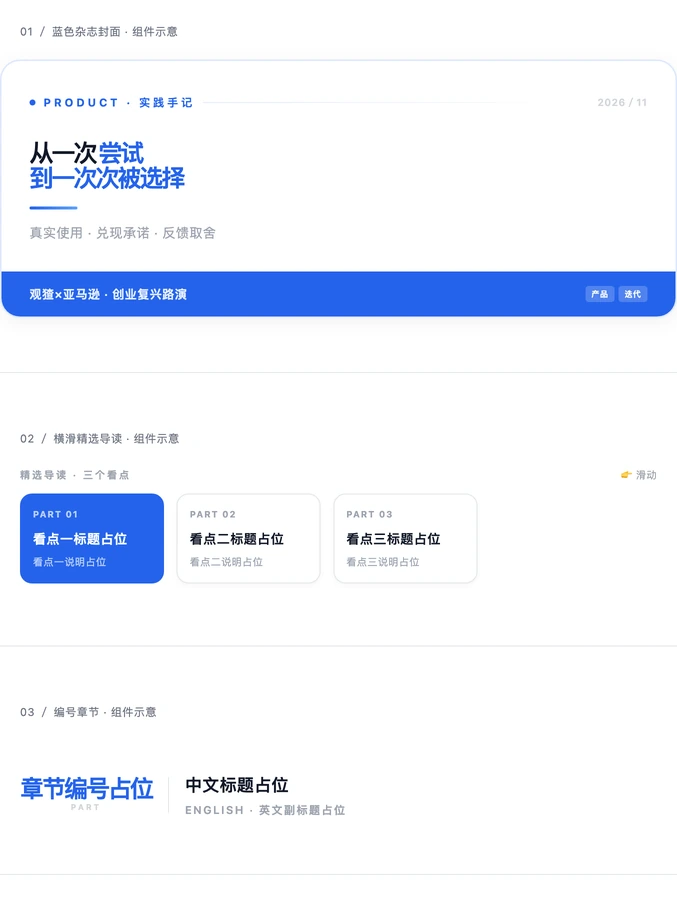 01 / 蓝色杂志封面 · 组件示意
PRODUCT · 实践手记
2026 / 11
从一次尝试
到一次次被选择
真实使用 · 兑现承诺 · 反馈取舍
观猹×亚马逊 · 创业复兴路演
产品
迭代
02 / 横滑精选导读 · 组件示意
精选导读 · 三个看点
👉 滑动
PART 01
看点一标题占位
看点一说明占位
PART 02
看点二标题占位
看点二说明占位
PART 03
看点三标题占位
看点三说明占位
03 / 编号章节 · 组件示意
章节编号占位
PART
中文标题占位
ENGLISH · 英文副标题占位